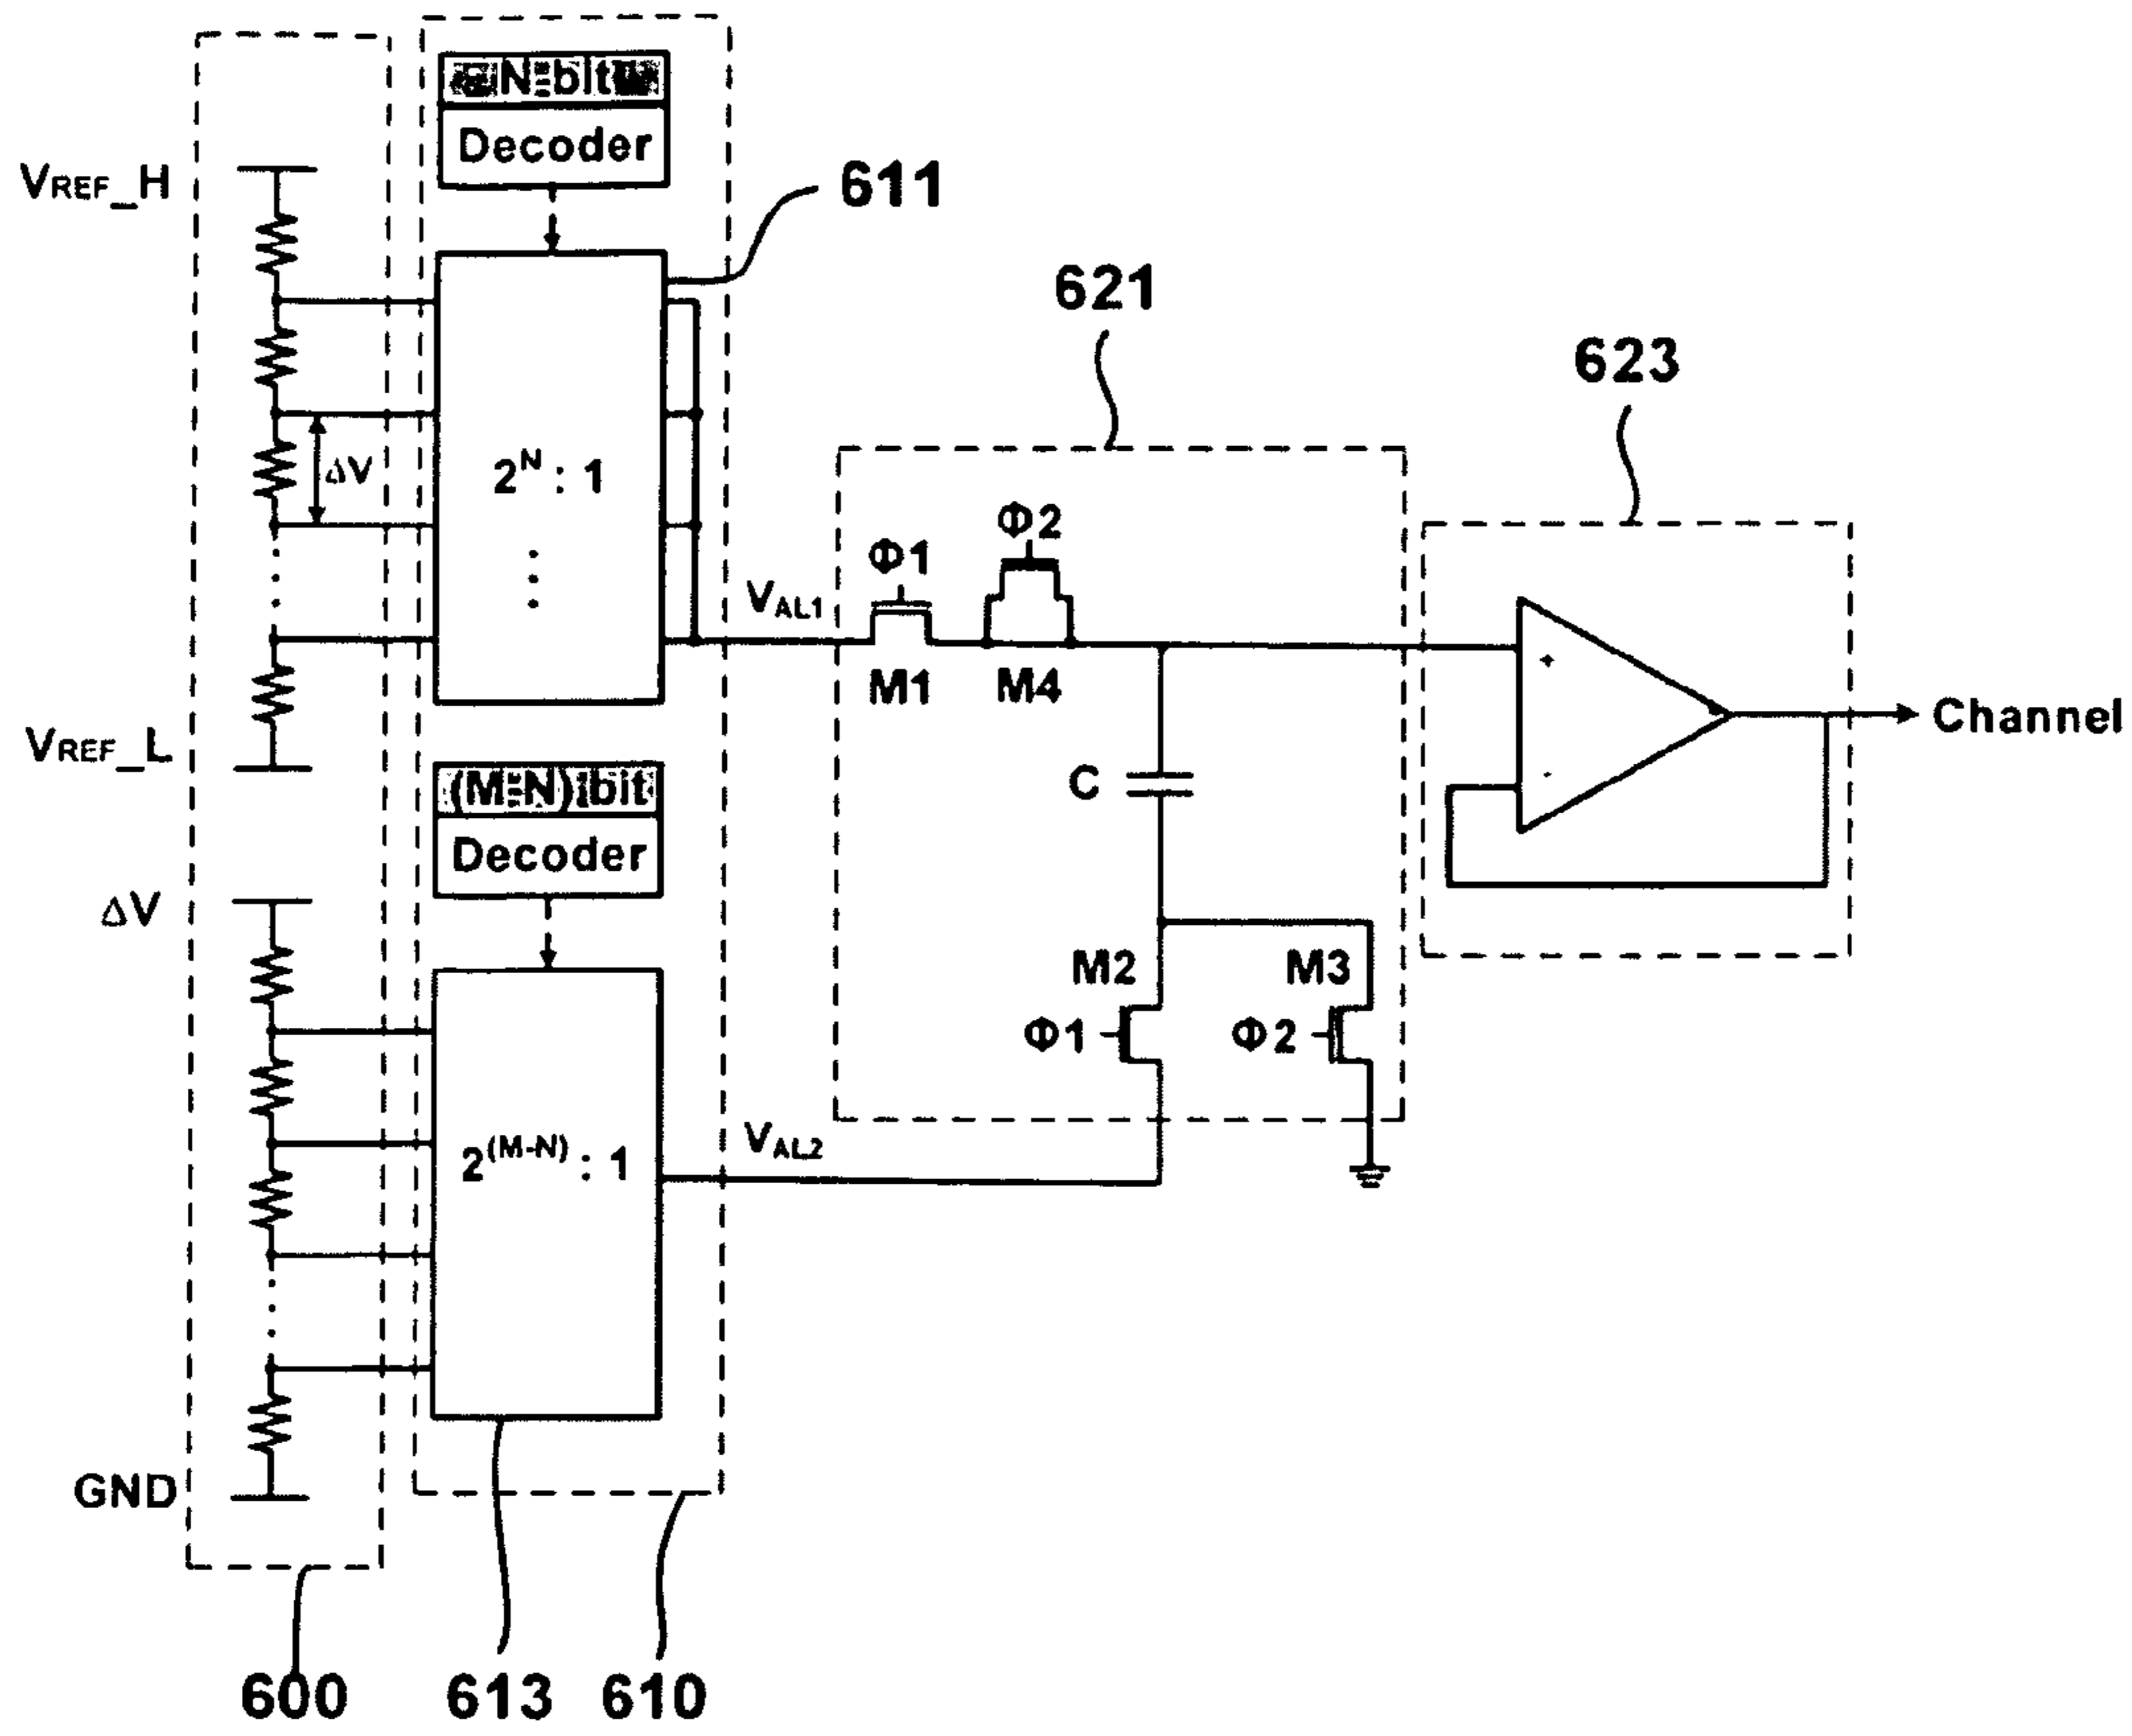 N-bit
Decoder
VREF_H
611
621
623
ΔV
2^N : 1
Φ2
Φ1
VAL1
M1
M4
+
Channel
VREF_L
(M-N) bit
C
-
Decoder
ΔV
M2
M3
Φ1
Φ2
2^(M-N) : 1
VAL2
GND
600
613
610